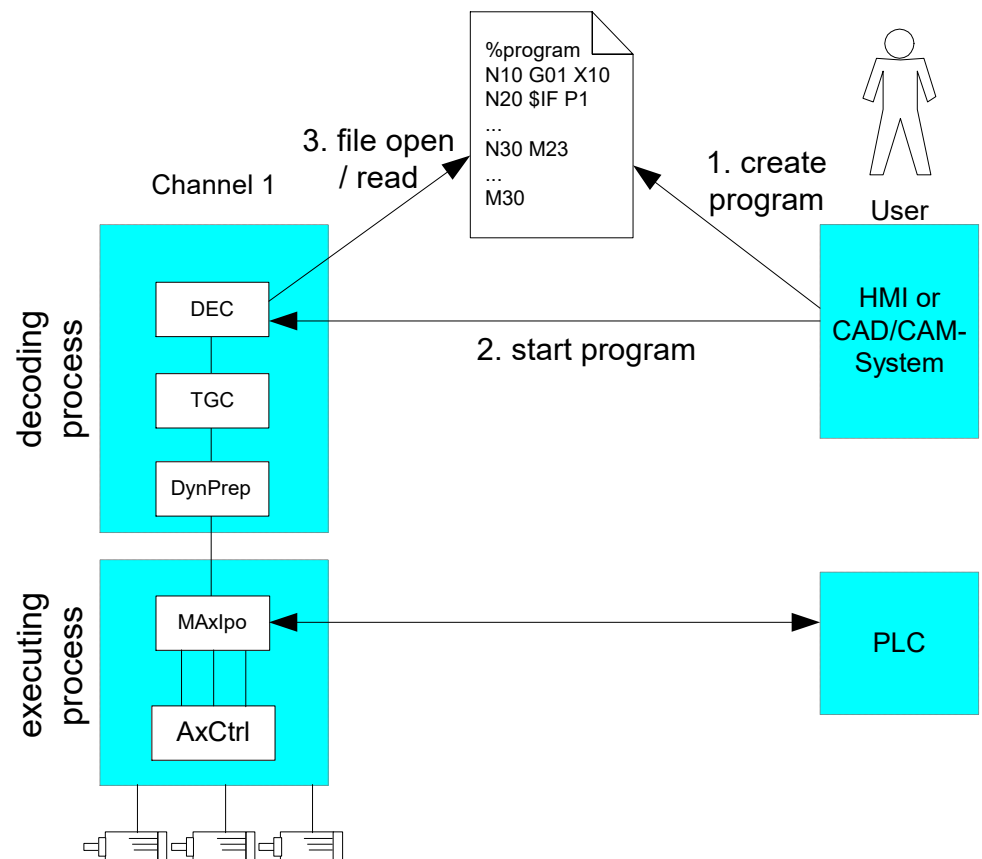 %program
N10 G01 X10
N20 $IF P1
...
N30 M23
...
M30
3. file open
/ read
1. create
program
Channel 1
User
DEC
HMI or
CAD/CAM-
System
2. start program
TGC
DynPrep
decoding
process
MAxIpo
PLC
AxCtrl
executing
process